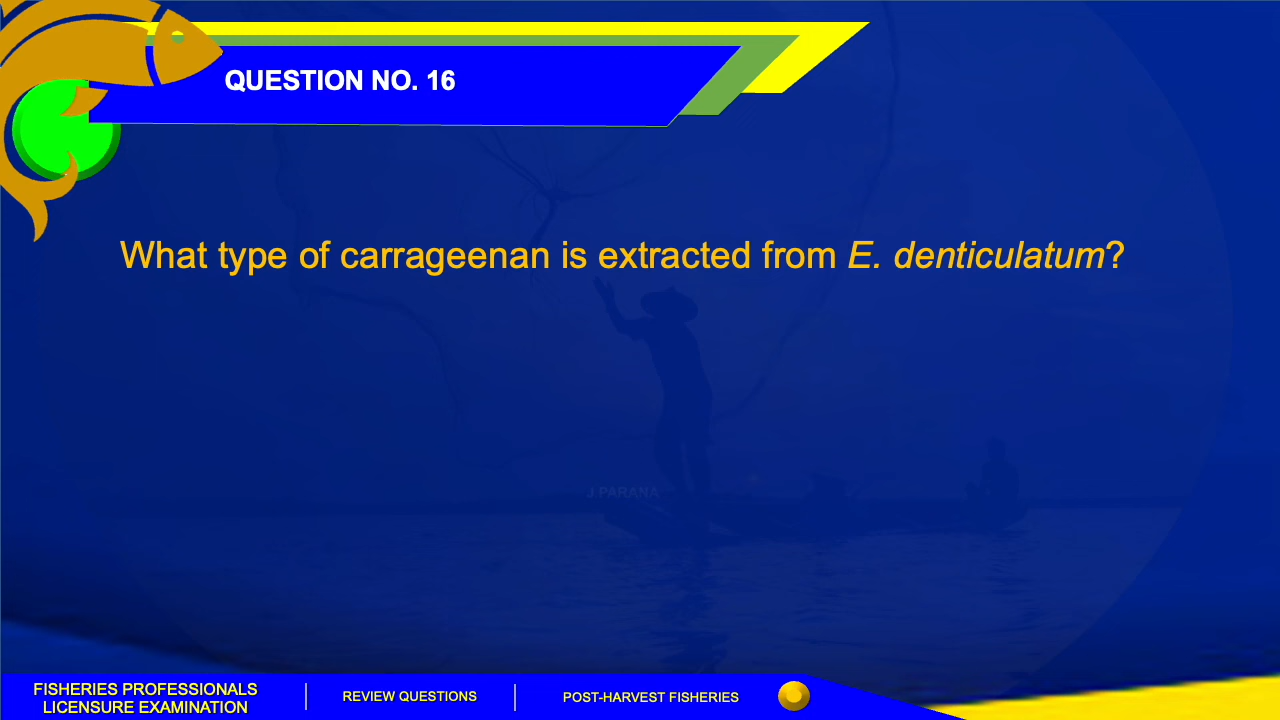 QUESTION NO. 16
What type of carrageenan is extracted from E. denticulatum?
J.PARANA
FISHERIES PROFESSIONALS
LICENSURE EXAMINATION
REVIEW QUESTIONS
POST-HARVEST FISHERIES